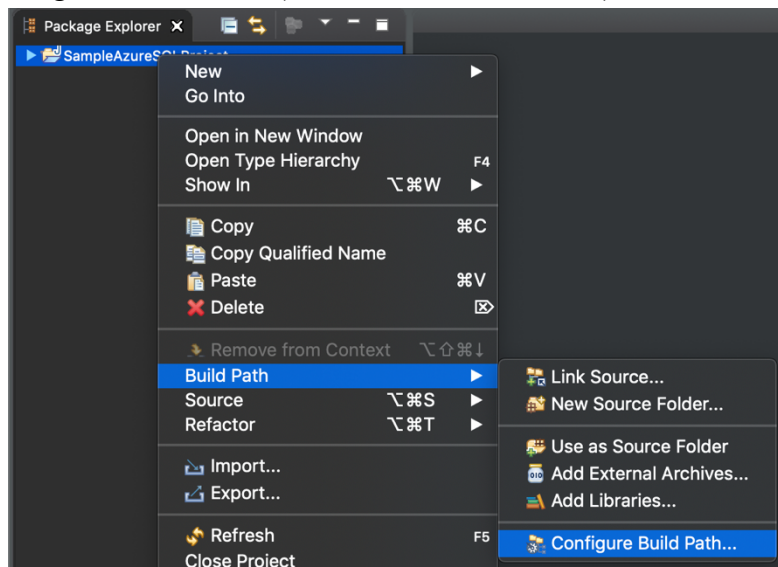 Package Explorer
SampleAzureSQLProject
New
Go Into
Open in New Window
Open Type Hierarchy F4
Show In ⌥⌘W
Copy ⌘C
Copy Qualified Name
Paste ⌘V
Delete ⌦
Remove from Context ⌥⇧⌘↓
Build Path
Source ⌥⌘S
Refactor ⌥⌘T
Import...
Export...
Refresh F5
Close Project
Link Source...
New Source Folder...
Use as Source Folder
Add External Archives...
Add Libraries...
Configure Build Path...